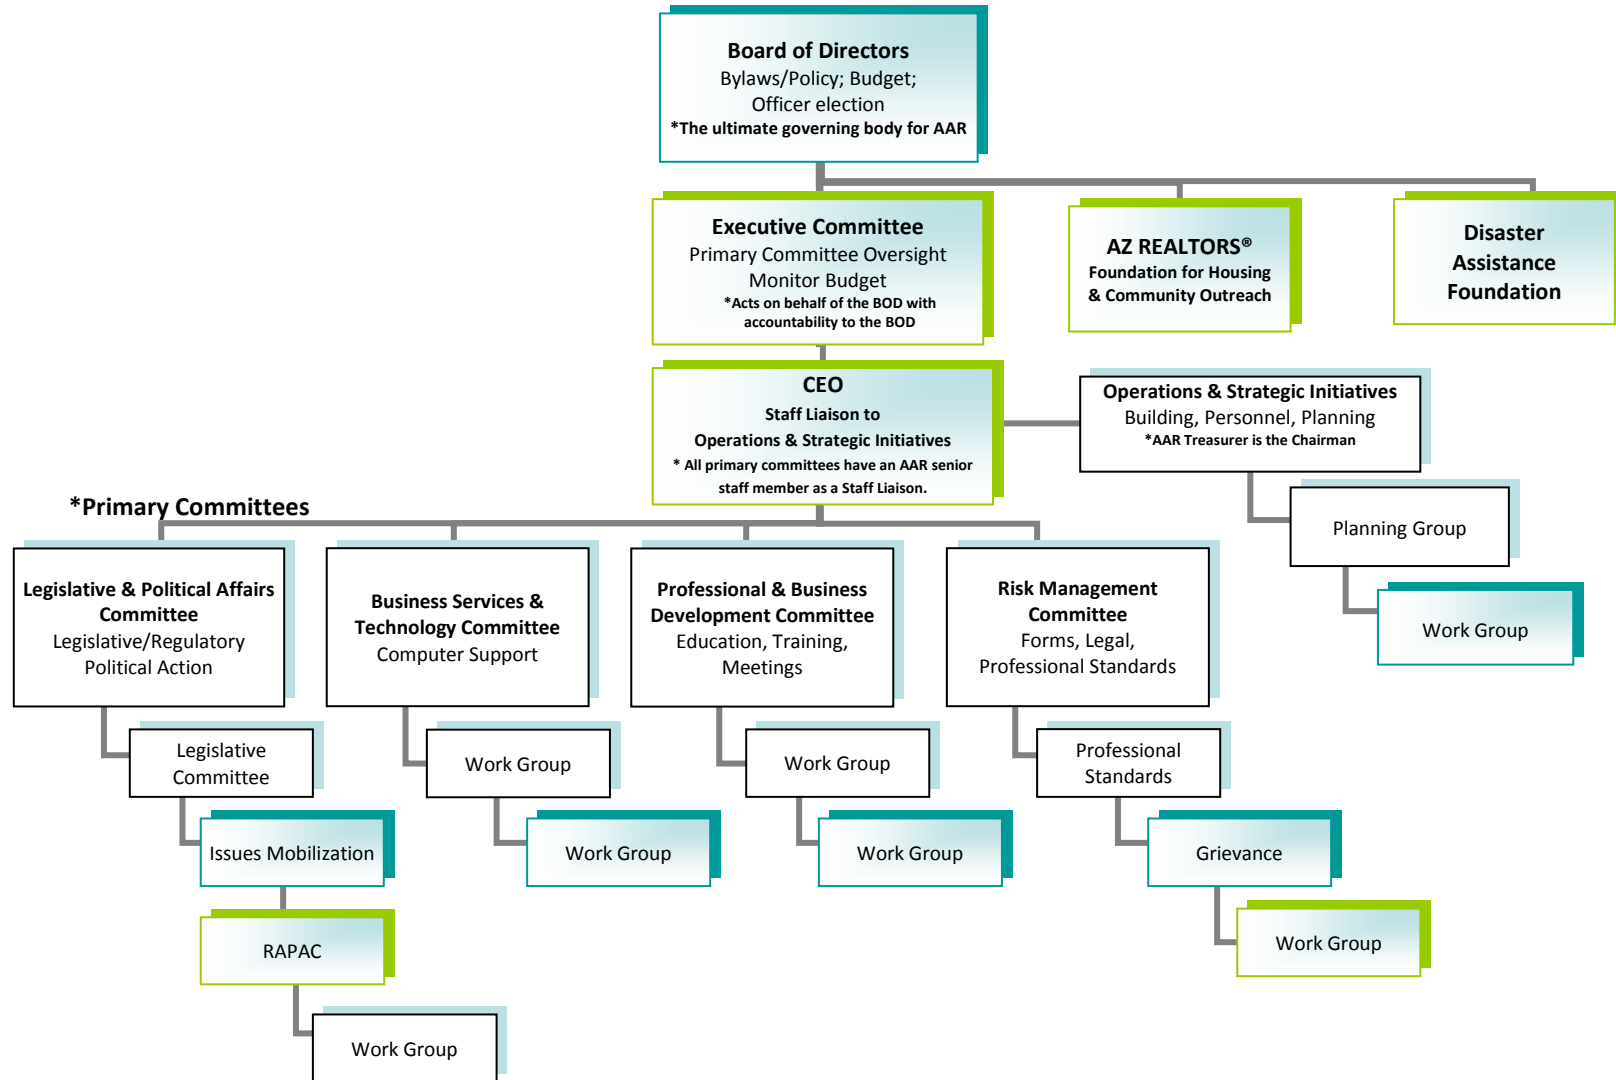 Board of Directors
Bylaws/Policy; Budget;
Officer election
*The ultimate governing body for AAR
Executive Committee
Primary Committee Oversight
Monitor Budget
*Acts on behalf of the BOD with
accountability to the BOD
AZ REALTORS®
Foundation for Housing
& Community Outreach
Disaster
Assistance
Foundation
CEO
Staff Liaison to
Operations & Strategic Initiatives
* All primary committees have an AAR senior
staff member as a Staff Liaison.
Operations & Strategic Initiatives
Building, Personnel, Planning
*AAR Treasurer is the Chairman
Planning Group
Work Group
*Primary Committees
Legislative & Political Affairs
Committee
Legislative/Regulatory
Political Action
Business Services &
Technology Committee
Computer Support
Professional & Business
Development Committee
Education, Training,
Meetings
Risk Management
Committee
Forms, Legal,
Professional Standards
Legislative
Committee
Work Group
Work Group
Professional
Standards
Issues Mobilization
Work Group
Work Group
Grievance
RAPAC
Work Group
Work Group